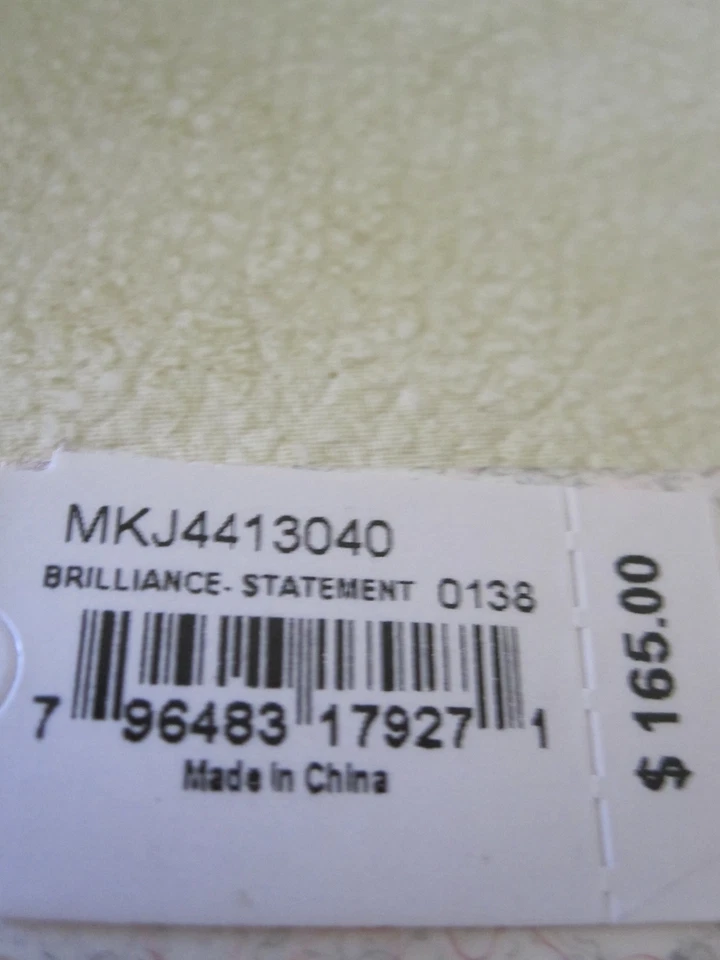 MKJ4413040
BRILLIANCE- STATEMENT 0138
7 96483 17927 1
Made in China
$ 165.00